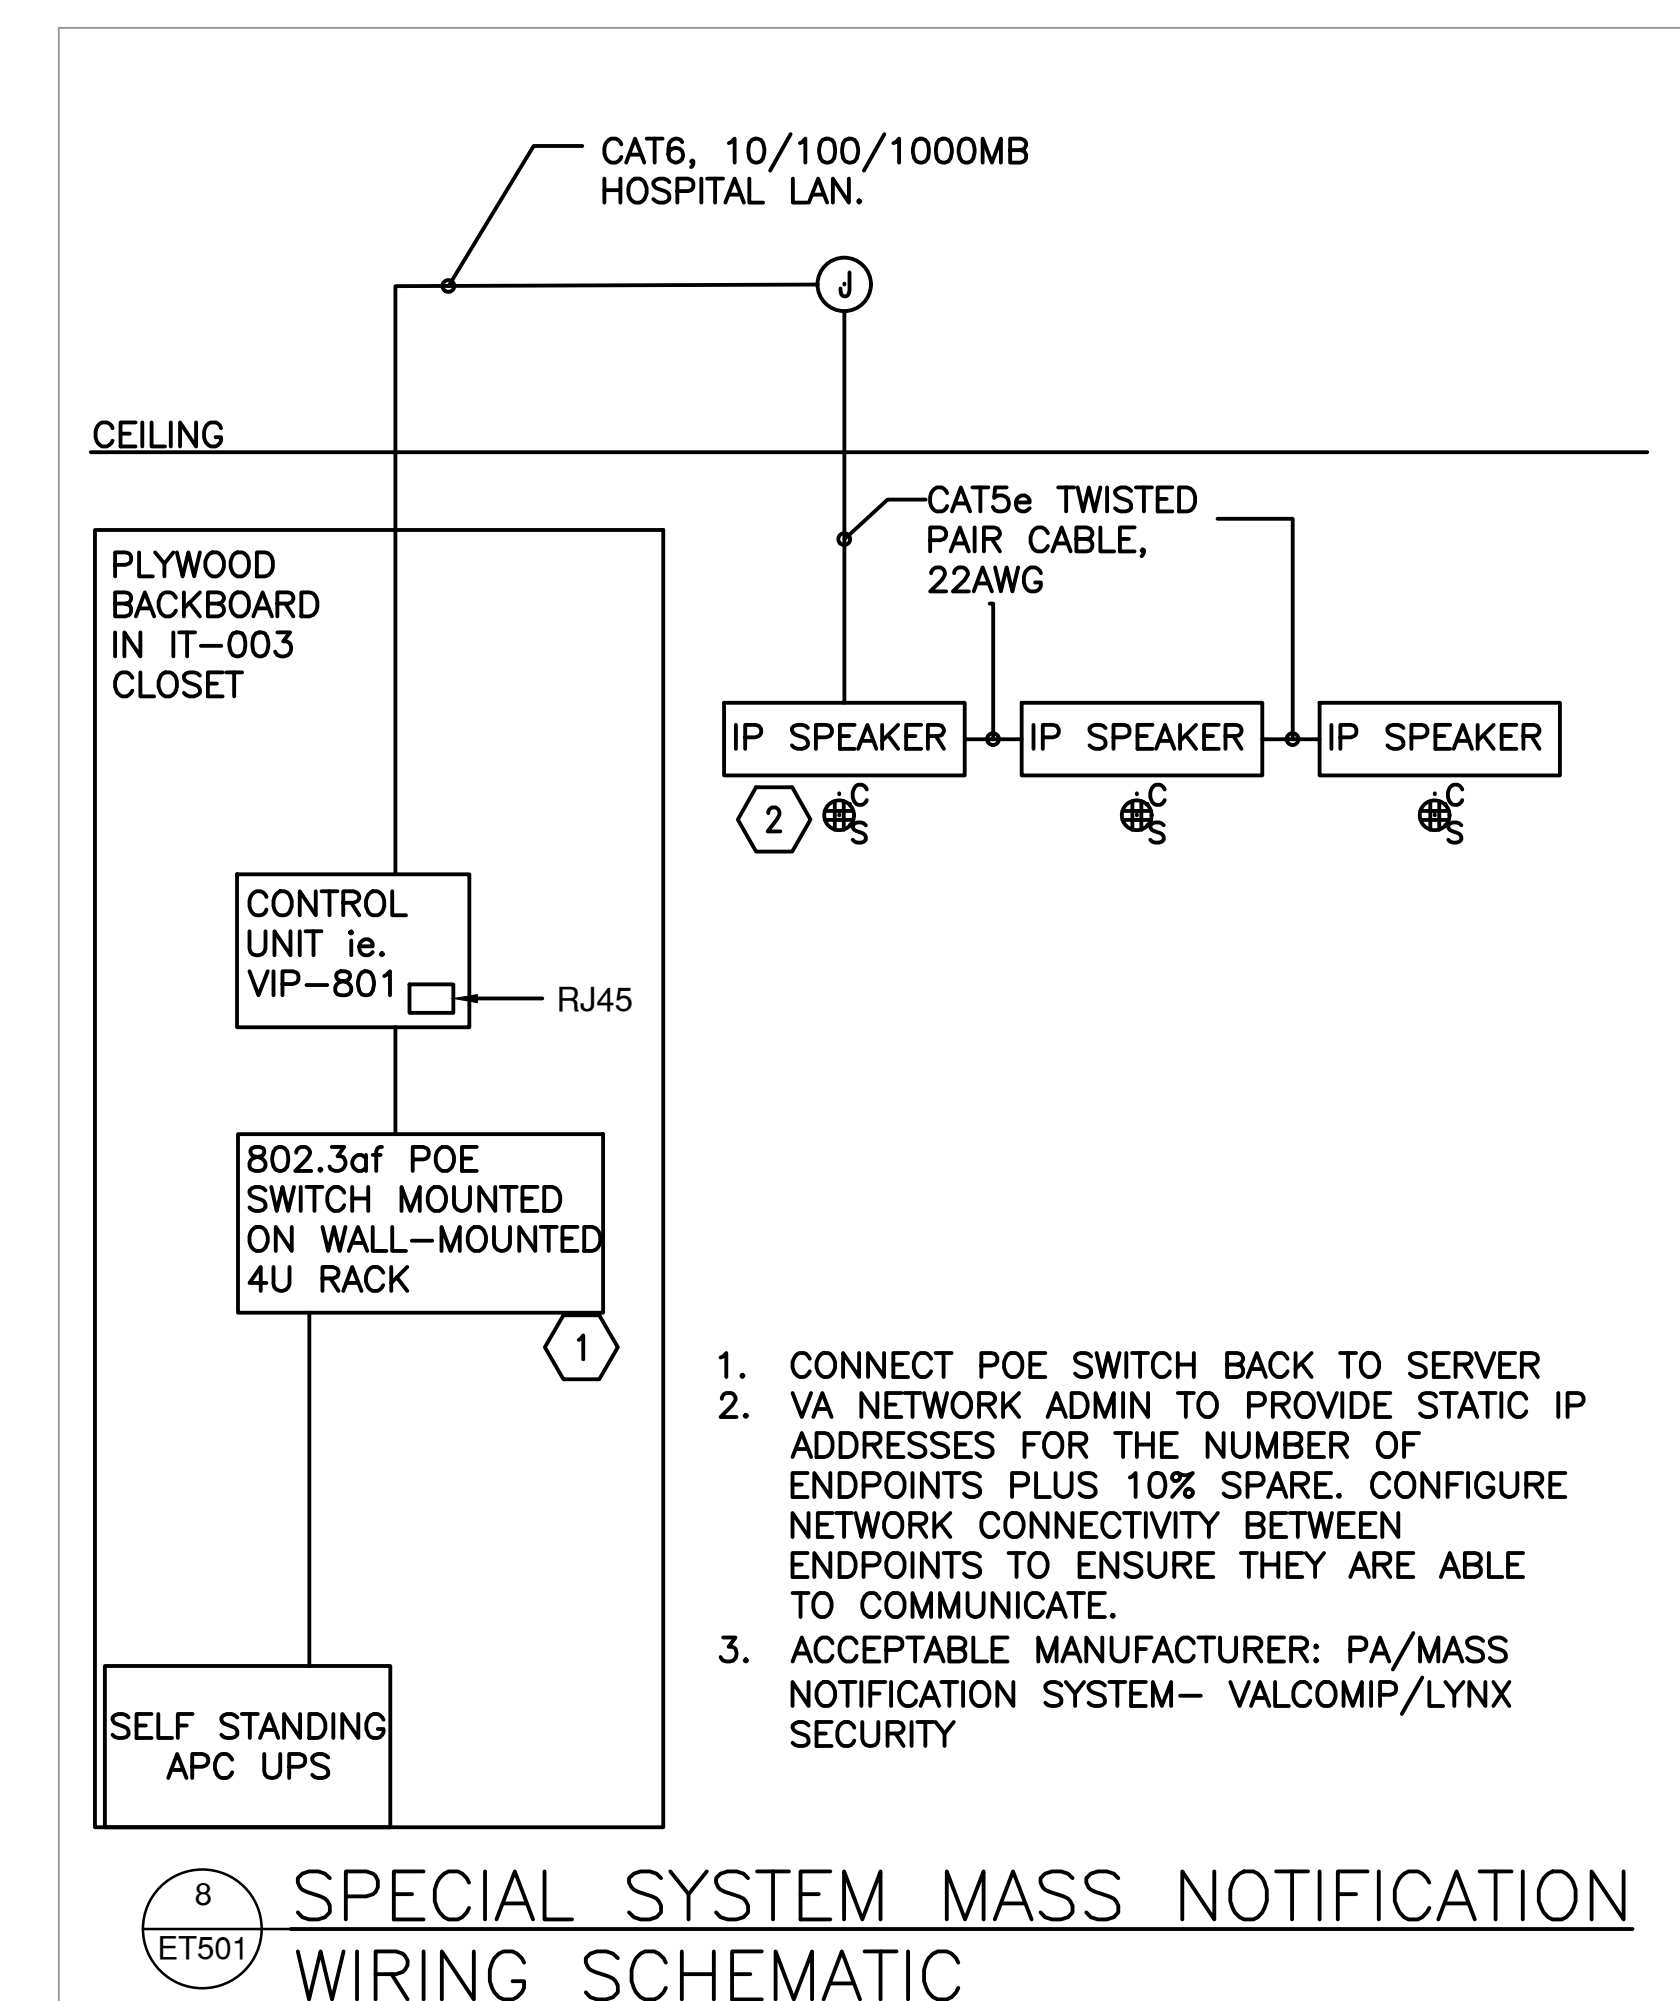 CAT6, 10/100/1000MB
HOSPITAL LAN.
J
CEILING
CAT5e TWISTED
PAIR CABLE,
22AWG
PLYWOOD
BACKBOARD
IN IT-003
CLOSET
IP SPEAKER
IP SPEAKER
IP SPEAKER
2
C
S
C
S
C
S
CONTROL
UNIT ie.
VIP-801
RJ45
802.3af POE
SWITCH MOUNTED
ON WALL-MOUNTED
4U RACK
1
1. CONNECT POE SWITCH BACK TO SERVER
2. VA NETWORK ADMIN TO PROVIDE STATIC IP
ADDRESSES FOR THE NUMBER OF
ENDPOINTS PLUS 10% SPARE. CONFIGURE
NETWORK CONNECTIVITY BETWEEN
ENDPOINTS TO ENSURE THEY ARE ABLE
TO COMMUNICATE.
3. ACCEPTABLE MANUFACTURER: PA/MASS
NOTIFICATION SYSTEM- VALCOMIP/LYNX
SECURITY
SELF STANDING
APC UPS
8
ET501
SPECIAL SYSTEM MASS NOTIFICATION
WIRING SCHEMATIC